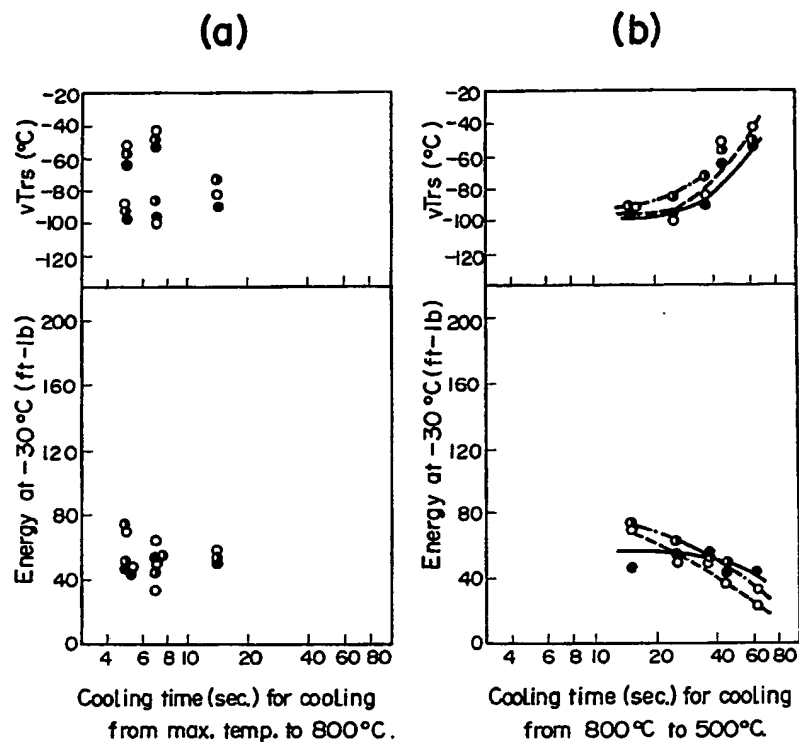 (a)
(b)
vTrs (°C)
-20
-40
-60
-80
-100
-120
Energy at -30°C (ft-lb)
200
160
120
80
40
0
4 6 8 10 20 40 60 80
Cooling time (sec.) for cooling
from max. temp. to 800°C.
vTrs (°C)
-20
-40
-60
-80
-100
-120
Energy at -30°C (ft-lb)
200
160
120
80
40
0
4 6 8 10 20 40 60 80
Cooling time (sec.) for cooling
from 800°C to 500°C.